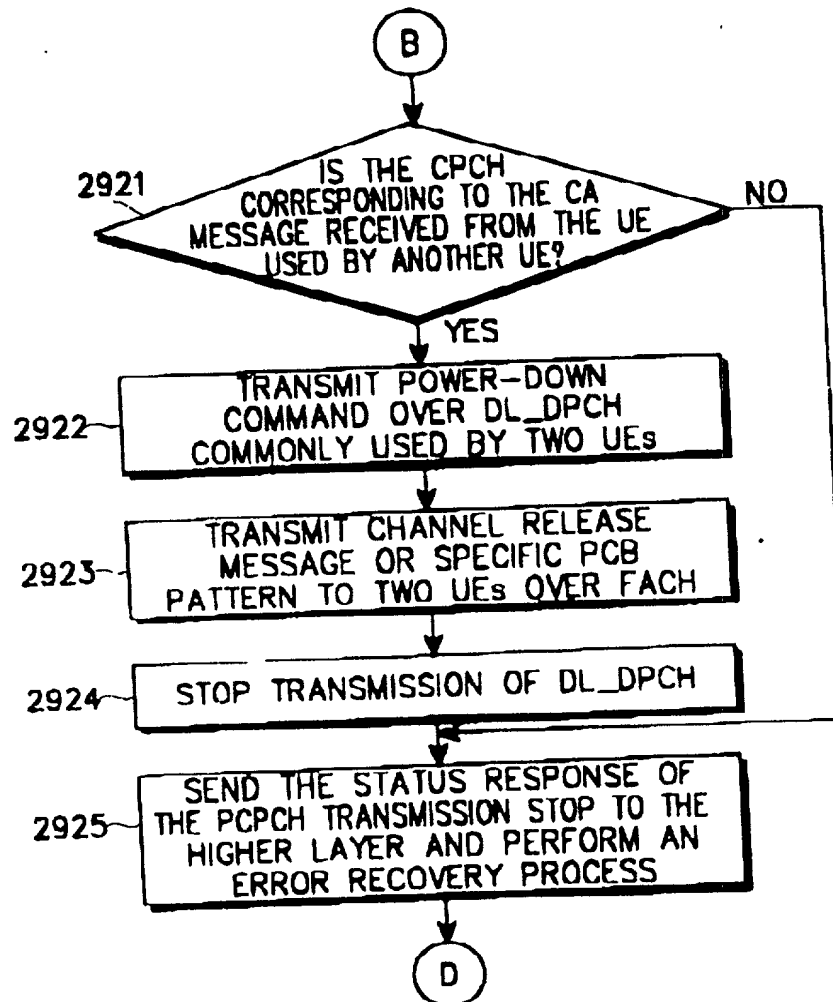 B
2921
IS THE CPCH
CORRESPONDING TO THE CA
MESSAGE RECEIVED FROM THE UE
USED BY ANOTHER UE?
NO
YES
2922
TRANSMIT POWER-DOWN
COMMAND OVER DL_DPCH
COMMONLY USED BY TWO UEs
2923
TRANSMIT CHANNEL RELEASE
MESSAGE OR SPECIFIC PCB
PATTERN TO TWO UEs OVER FACH
2924
STOP TRANSMISSION OF DL_DPCH
2925
SEND THE STATUS RESPONSE OF
THE PCPCH TRANSMISSION STOP TO THE
HIGHER LAYER AND PERFORM AN
ERROR RECOVERY PROCESS
D